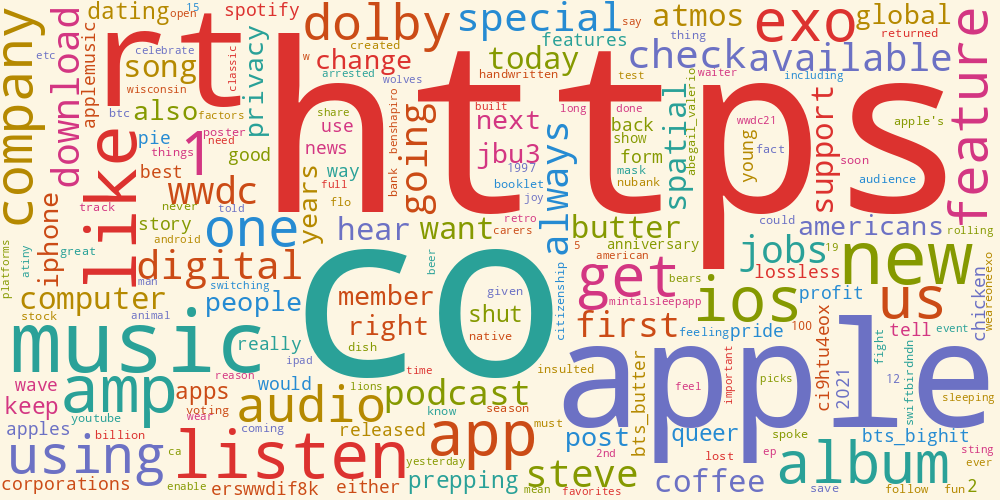 https
co
apple
rt
music
like
amp
app
listen
using
new
ios
us
album
exo
dolby
special
company
download
feature
available
check
atmos
global
dating
open
15
spotify
say
thing
returned
features
created
w
change
today
applemusic
celebrate
classic
privacy
arrested
wolves
handwritten
test
waiter
including
etc
song
wisconsin
btc
also
factors
1
poster
need
pie
things
best
good
share
use
news
way
full
flo
benshapiro
bank
going
built
next
jbu3
1997
booklet
joy
retro
carers
long
done
back
show
form
mask
nubank
spatial
abegail_valerio
wwdc21
young
fact
support
soon
apple's
audience
wwdc
years
track
never
told
story
android
one
hear
want
always
butter
5
anniversary
american
could
americans
rolling
jobs
19
lossless
iphone
great
atiny
platforms
digital
man
switching
animal
people
computer
stock
member
right
beer
given
shut
native
dish
time
citizenship
get
bears
mintalsleepapp
first
feeling
pride
profit
100
tell
event
chicken
weareoneexo
really
ipad
reason
would
lions
wave
keep
apps
voting
wear
youtube
apples
billion
coming
audio
podcast
know
season
released
insulted
must
bts_butter
feel
important
picks
ci9htu4eox
2021
12
fight
swiftbirdndn
sleeping
post
queer
2nd
lost
spoke
ep
bts_bighit
sting
ever
corporations
ca
enable
erswwdif8k
either
yesterday
prepping
mean
steve
favorites
coffee
save
follow
fun
2